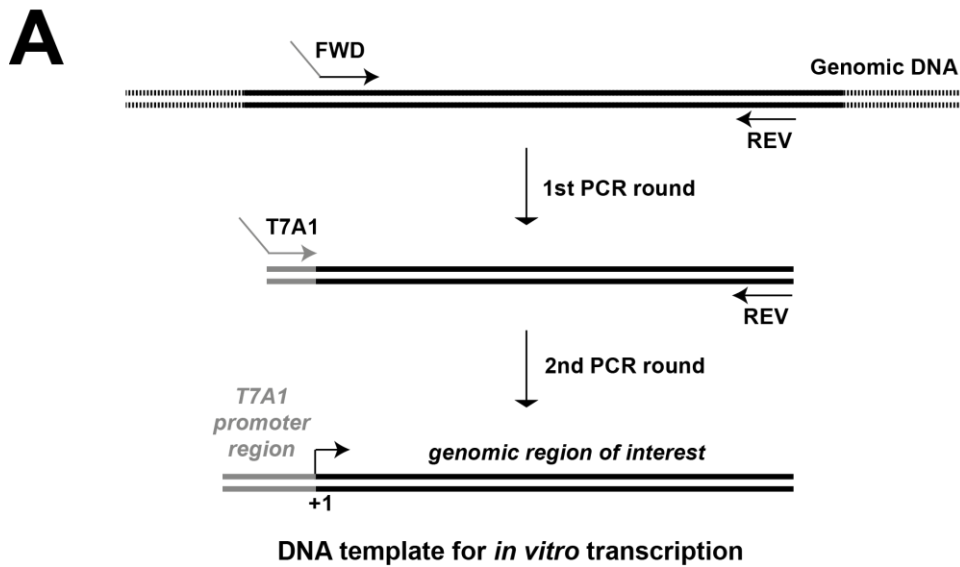 A
FWD
Genomic DNA
REV
1st PCR round
T7A1
REV
2nd PCR round
T7A1
promoter
region
genomic region of interest
+1
DNA template for in vitro transcription